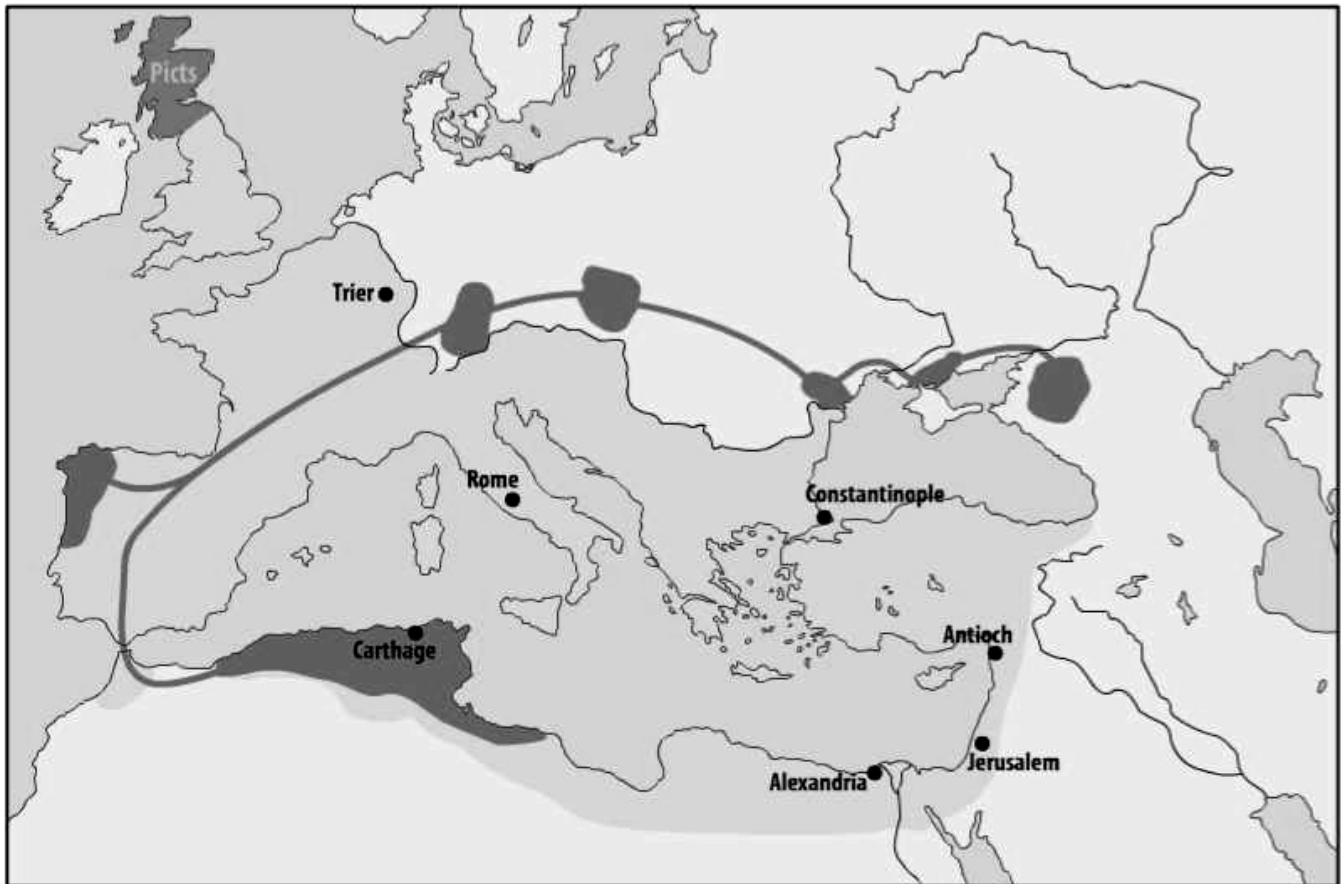 Picts
Trier
Rome
Constantinople
Carthage
Antioch
Jerusalem
Alexandria